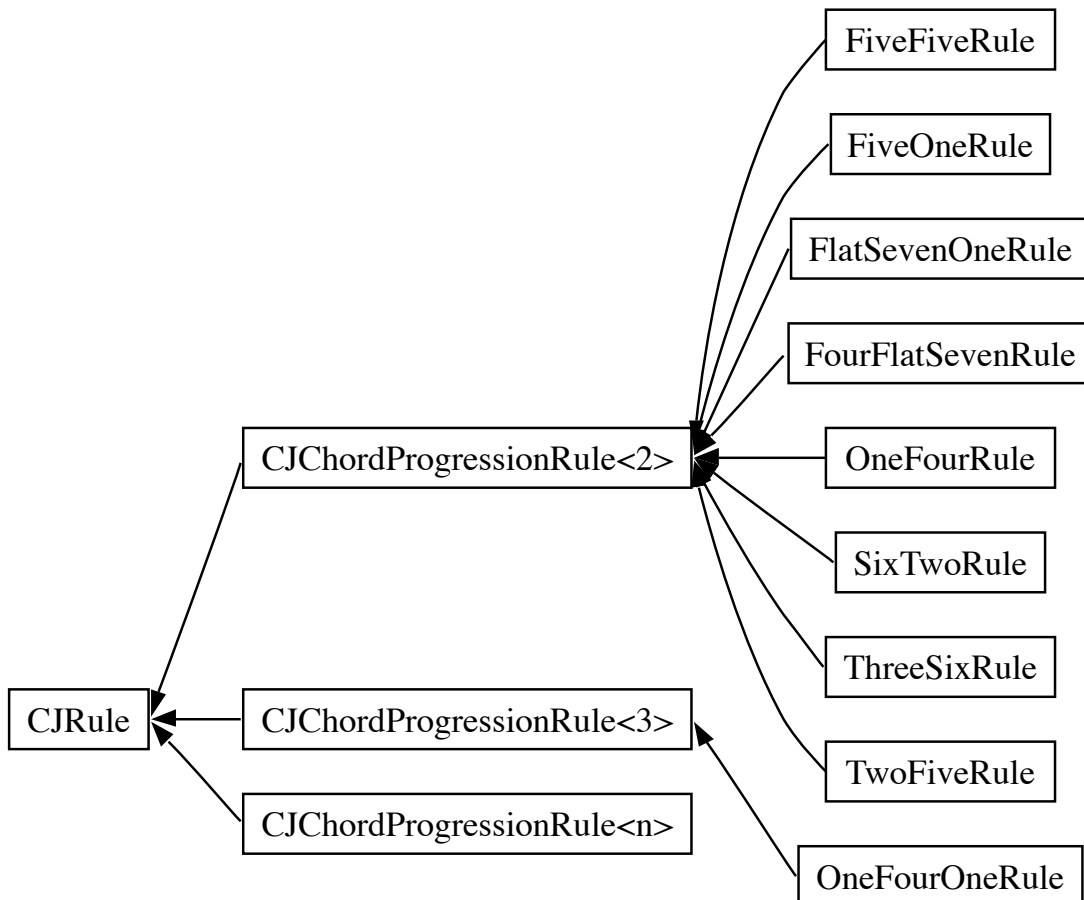 FiveFiveRule
FiveOneRule
FlatSevenOneRule
FourFlatSevenRule
CJChordProgressionRule<2>
OneFourRule
SixTwoRule
ThreeSixRule
CJRule
CJChordProgressionRule<3>
TwoFiveRule
CJChordProgressionRule<n>
OneFourOneRule